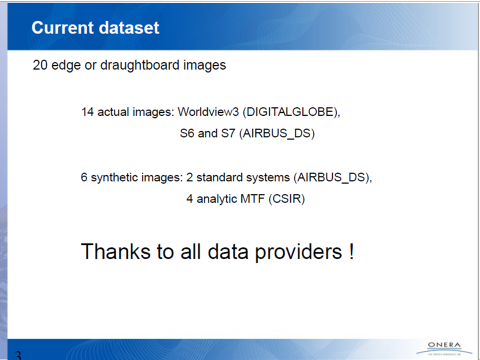 Current dataset
20 edge or draughtboard images
14 actual images: Worldview3 (DIGITALGLOBE),
S6 and S7 (AIRBUS_DS)
6 synthetic images: 2 standard systems (AIRBUS_DS),
4 analytic MTF (CSIR)
Thanks to all data providers !
3
ONERA